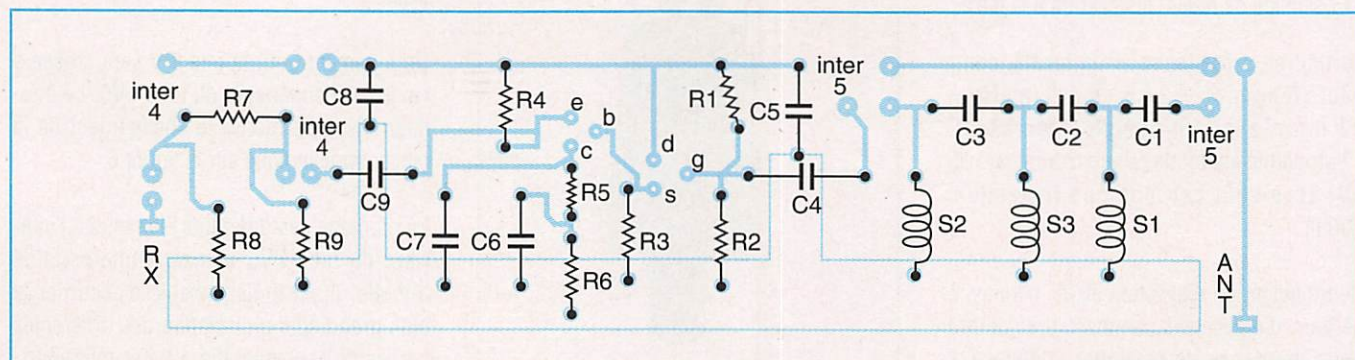 inter
4
R7
inter
4
C8
C9
R8
R9
R
X
R4
e
b
c
d
g
s
R5
R6
C7
C6
R3
R1
R2
C5
C4
inter
5
C3
C2
C1
inter
5
S2
S3
S1
A
N
T